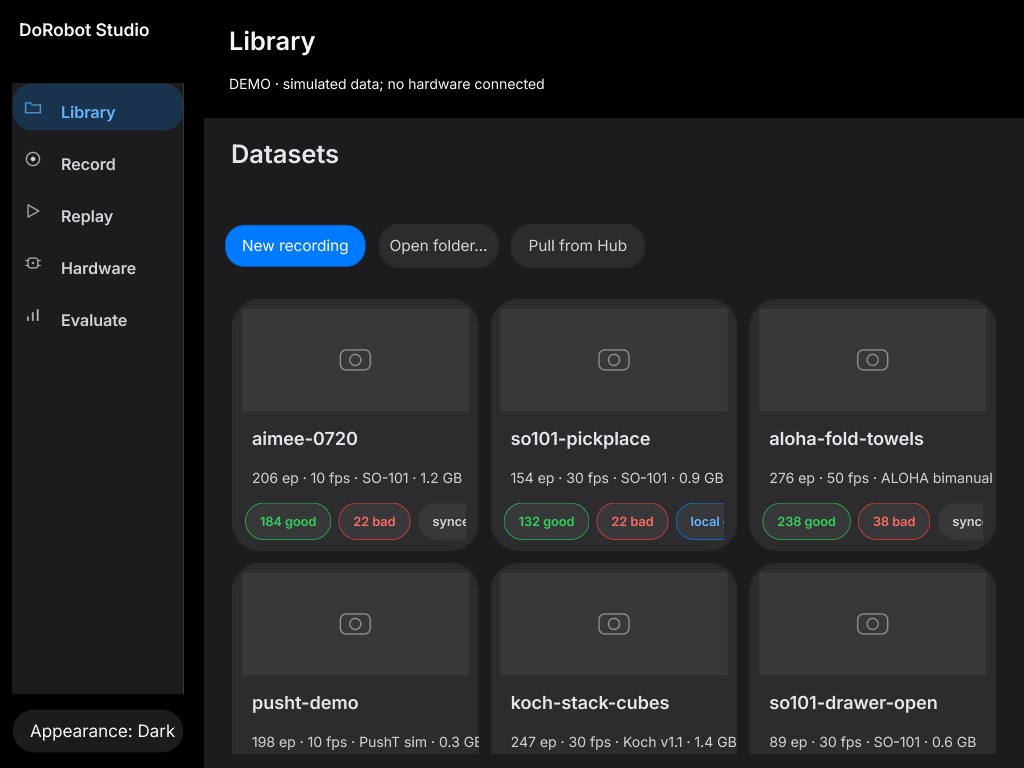 DoRobot Studio
Library
DEMO · simulated data; no hardware connected
Library
Record
Replay
Hardware
Evaluate
Appearance: Dark
Datasets
New recording
Open folder...
Pull from Hub
aimee-0720
206 ep · 10 fps · SO-101 · 1.2 GB
184 good
22 bad
synce
so101-pickplace
154 ep · 30 fps · SO-101 · 0.9 GB
132 good
22 bad
local
aloha-fold-towels
276 ep · 50 fps · ALOHA bimanual
238 good
38 bad
sync
pusht-demo
198 ep · 10 fps · PushT sim · 0.3 GB
koch-stack-cubes
247 ep · 30 fps · Koch v1.1 · 1.4 GB
so101-drawer-open
89 ep · 30 fps · SO-101 · 0.6 GB